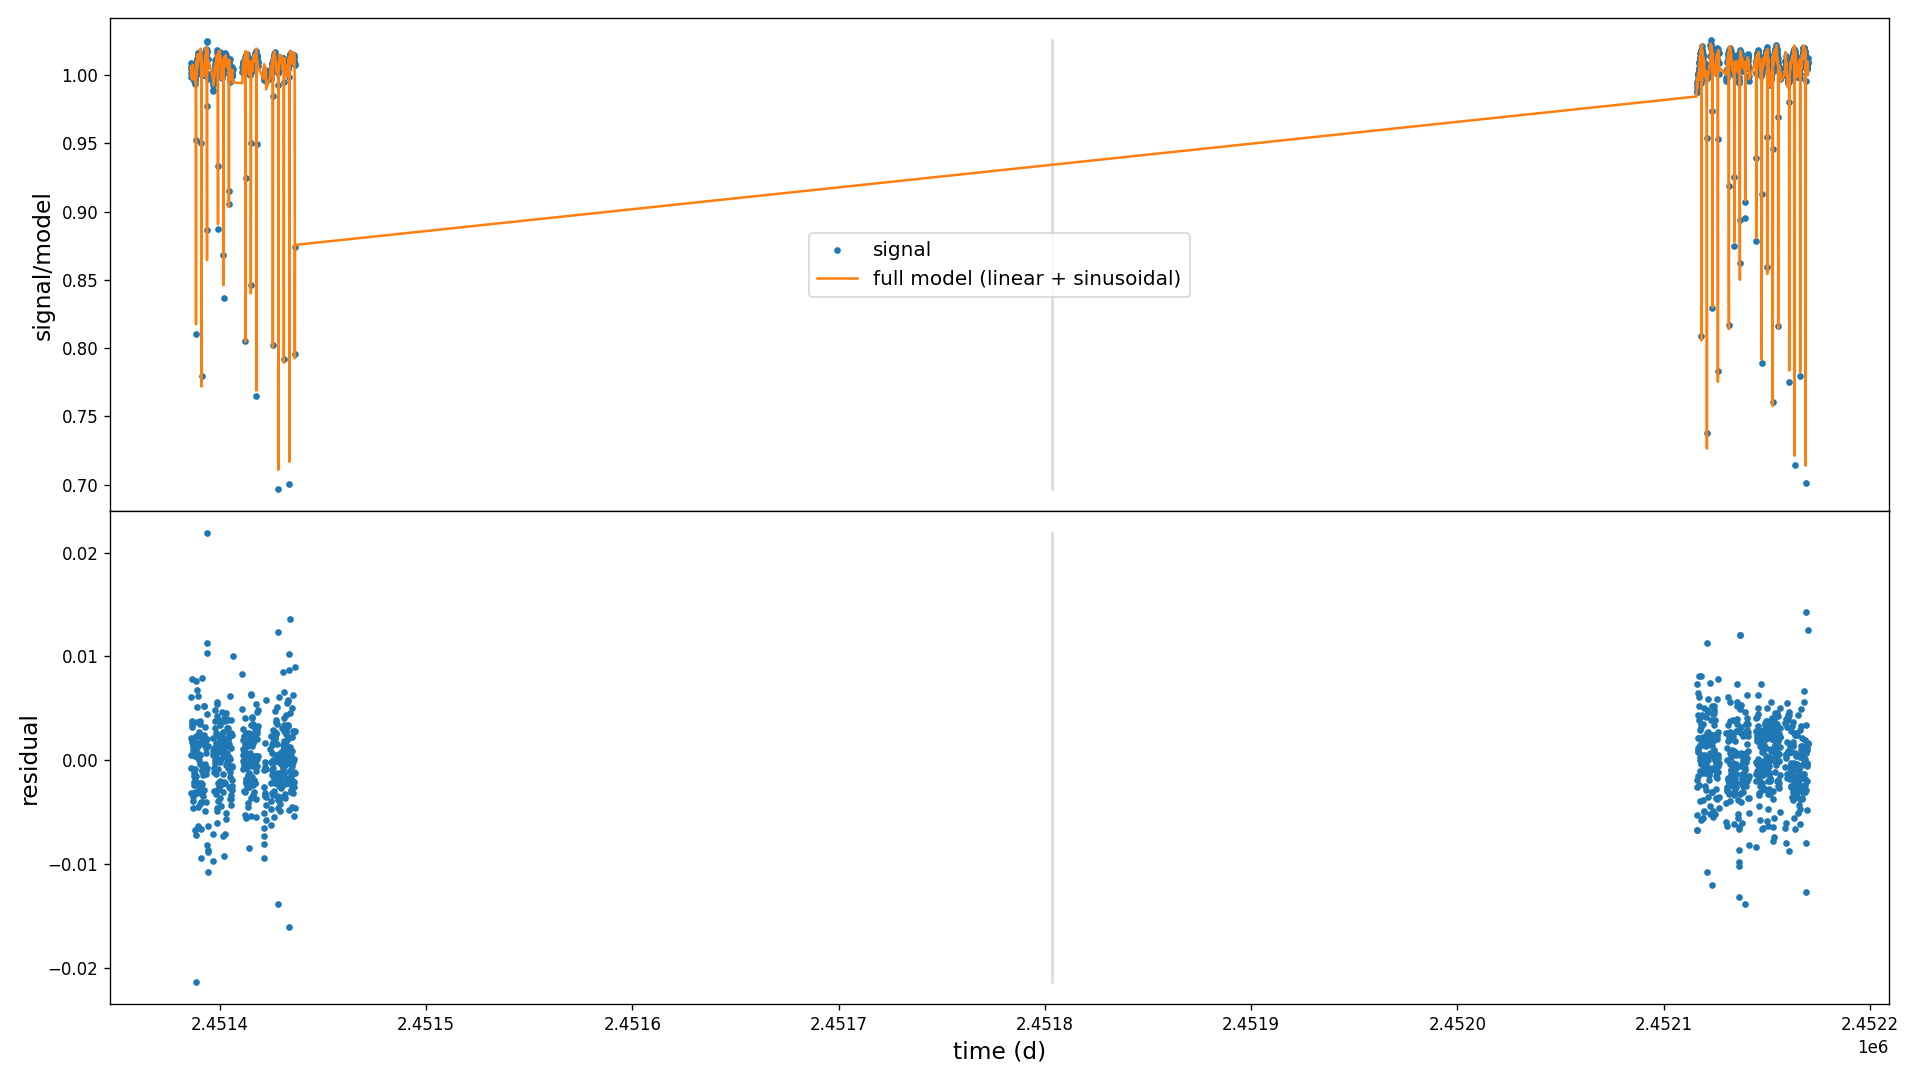 1.00
0.95
0.90
0.85
0.80
0.75
0.70
signal/model
signal
full model (linear + sinusoidal)
0.02
0.01
0.00
−0.01
−0.02
residual
2.4514 2.4515 2.4516 2.4517 2.4518 2.4519 2.4520 2.4521 2.4522
1e6
time (d)